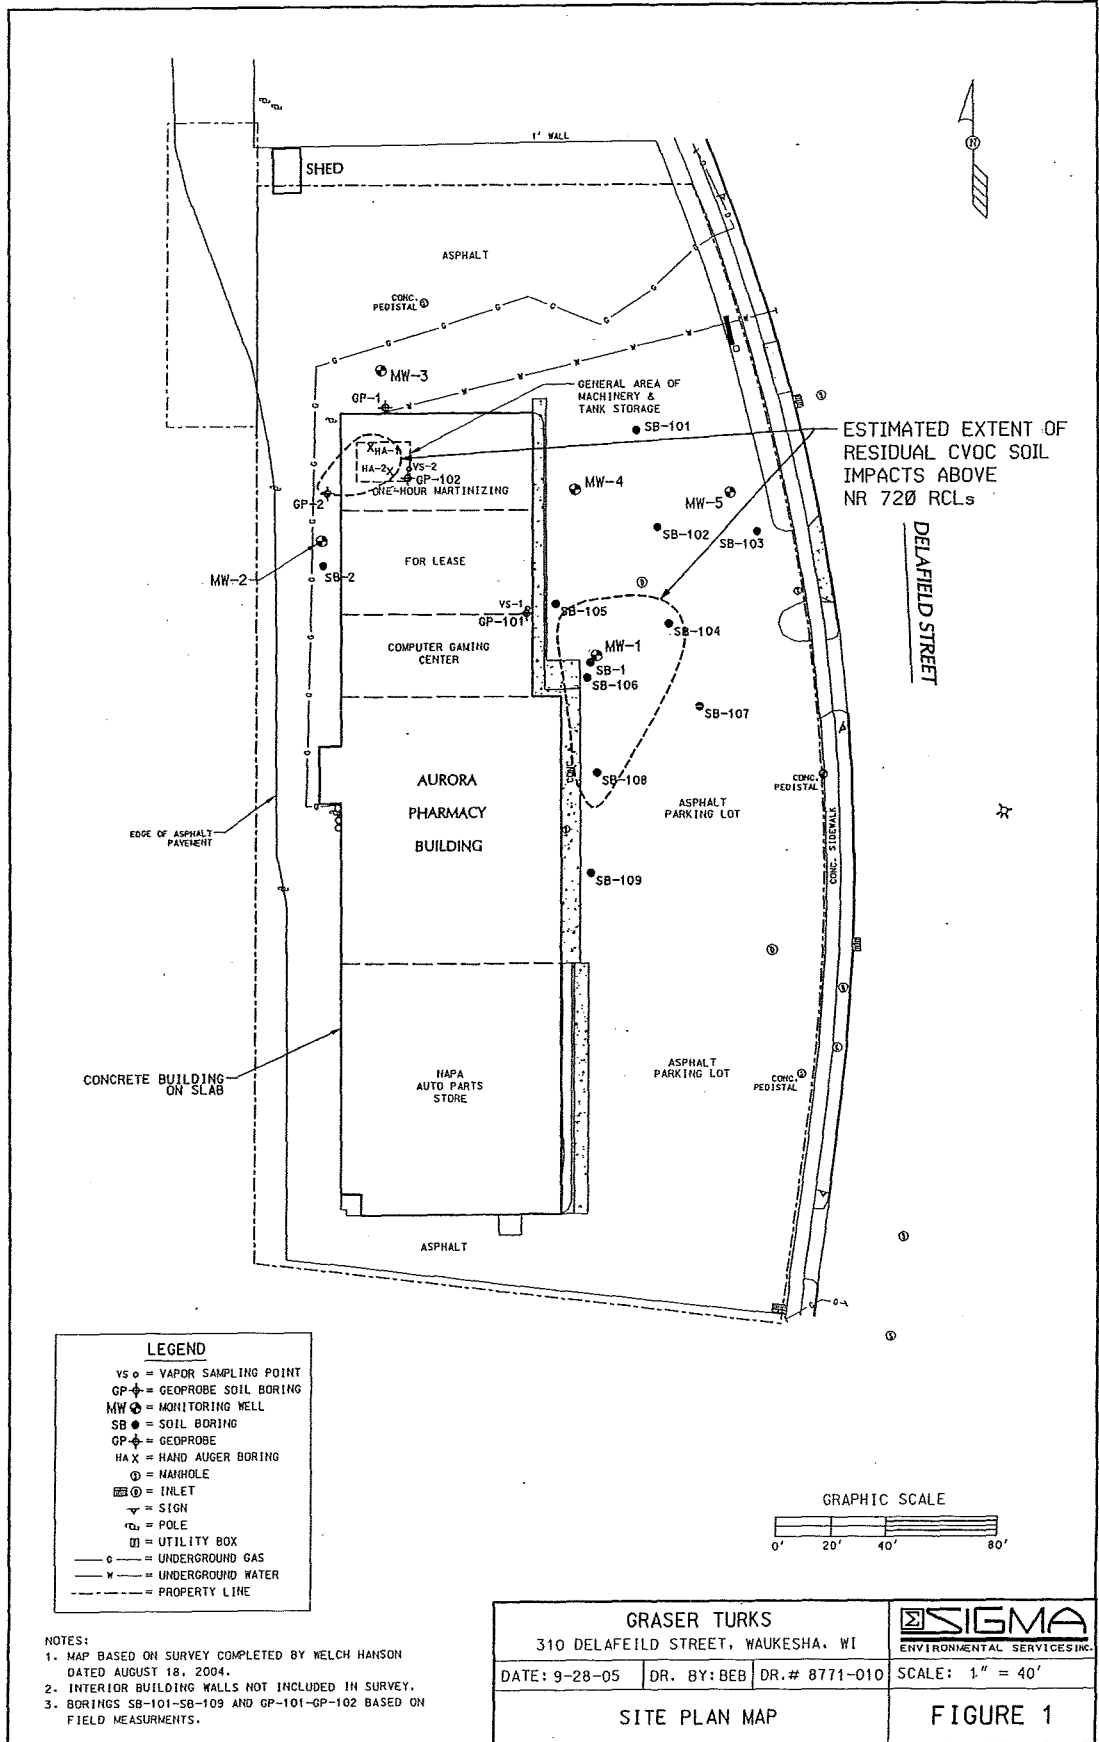 1' WALL
SHED
ASPHALT
CONC.
PEDISTAL
MW-3
GP-1
GENERAL AREA OF
MACHINERY &
TANK STORAGE
SB-101
ESTIMATED EXTENT OF
RESIDUAL CVOC SOIL
IMPACTS ABOVE
NR 720 RCLs
HA-1
HA-2
VS-2
GP-102
ONE-HOUR MARTINIZING
GP-2
MW-4
MW-5
SB-102
SB-103
DELAFIELD STREET
MW-2
SB-2
FOR LEASE
VS-1
GP-101
SB-105
SB-104
COMPUTER GAMING
CENTER
MW-1
SB-1
SB-106
SB-107
AURORA
PHARMACY
BUILDING
CONC.
SB-108
CONC.
PEDISTAL
ASPHALT
PARKING LOT
EDGE OF ASPHALT
PAVEMENT
CONC. SIDEWALK
SB-109
CONCRETE BUILDING
ON SLAB
NAPA
AUTO PARTS
STORE
ASPHALT
PARKING LOT
CONC.
PEDISTAL
ASPHALT
LEGEND
VS = VAPOR SAMPLING POINT
GP = GEOPROBE SOIL BORING
MW = MONITORING WELL
SB = SOIL BORING
GP = GEOPROBE
HA X = HAND AUGER BORING
= MANHOLE
= INLET
= SIGN
= POLE
= UTILITY BOX
G = UNDERGROUND GAS
W = UNDERGROUND WATER
= PROPERTY LINE
GRAPHIC SCALE
0' 20' 40' 80'
NOTES:
1. MAP BASED ON SURVEY COMPLETED BY WELCH HANSON
DATED AUGUST 18, 2004.
2. INTERIOR BUILDING WALLS NOT INCLUDED IN SURVEY.
3. BORINGS SB-101-SB-109 AND GP-101-GP-102 BASED ON
FIELD MEASURMENTS.
GRASER TURKS
310 DELAFEILD STREET, WAUKESHA, WI
DATE: 9-28-05 DR. BY: BEB DR.# 8771-010
SITE PLAN MAP
SIGMA
ENVIRONMENTAL SERVICES INC.
SCALE: 1" = 40'
FIGURE 1